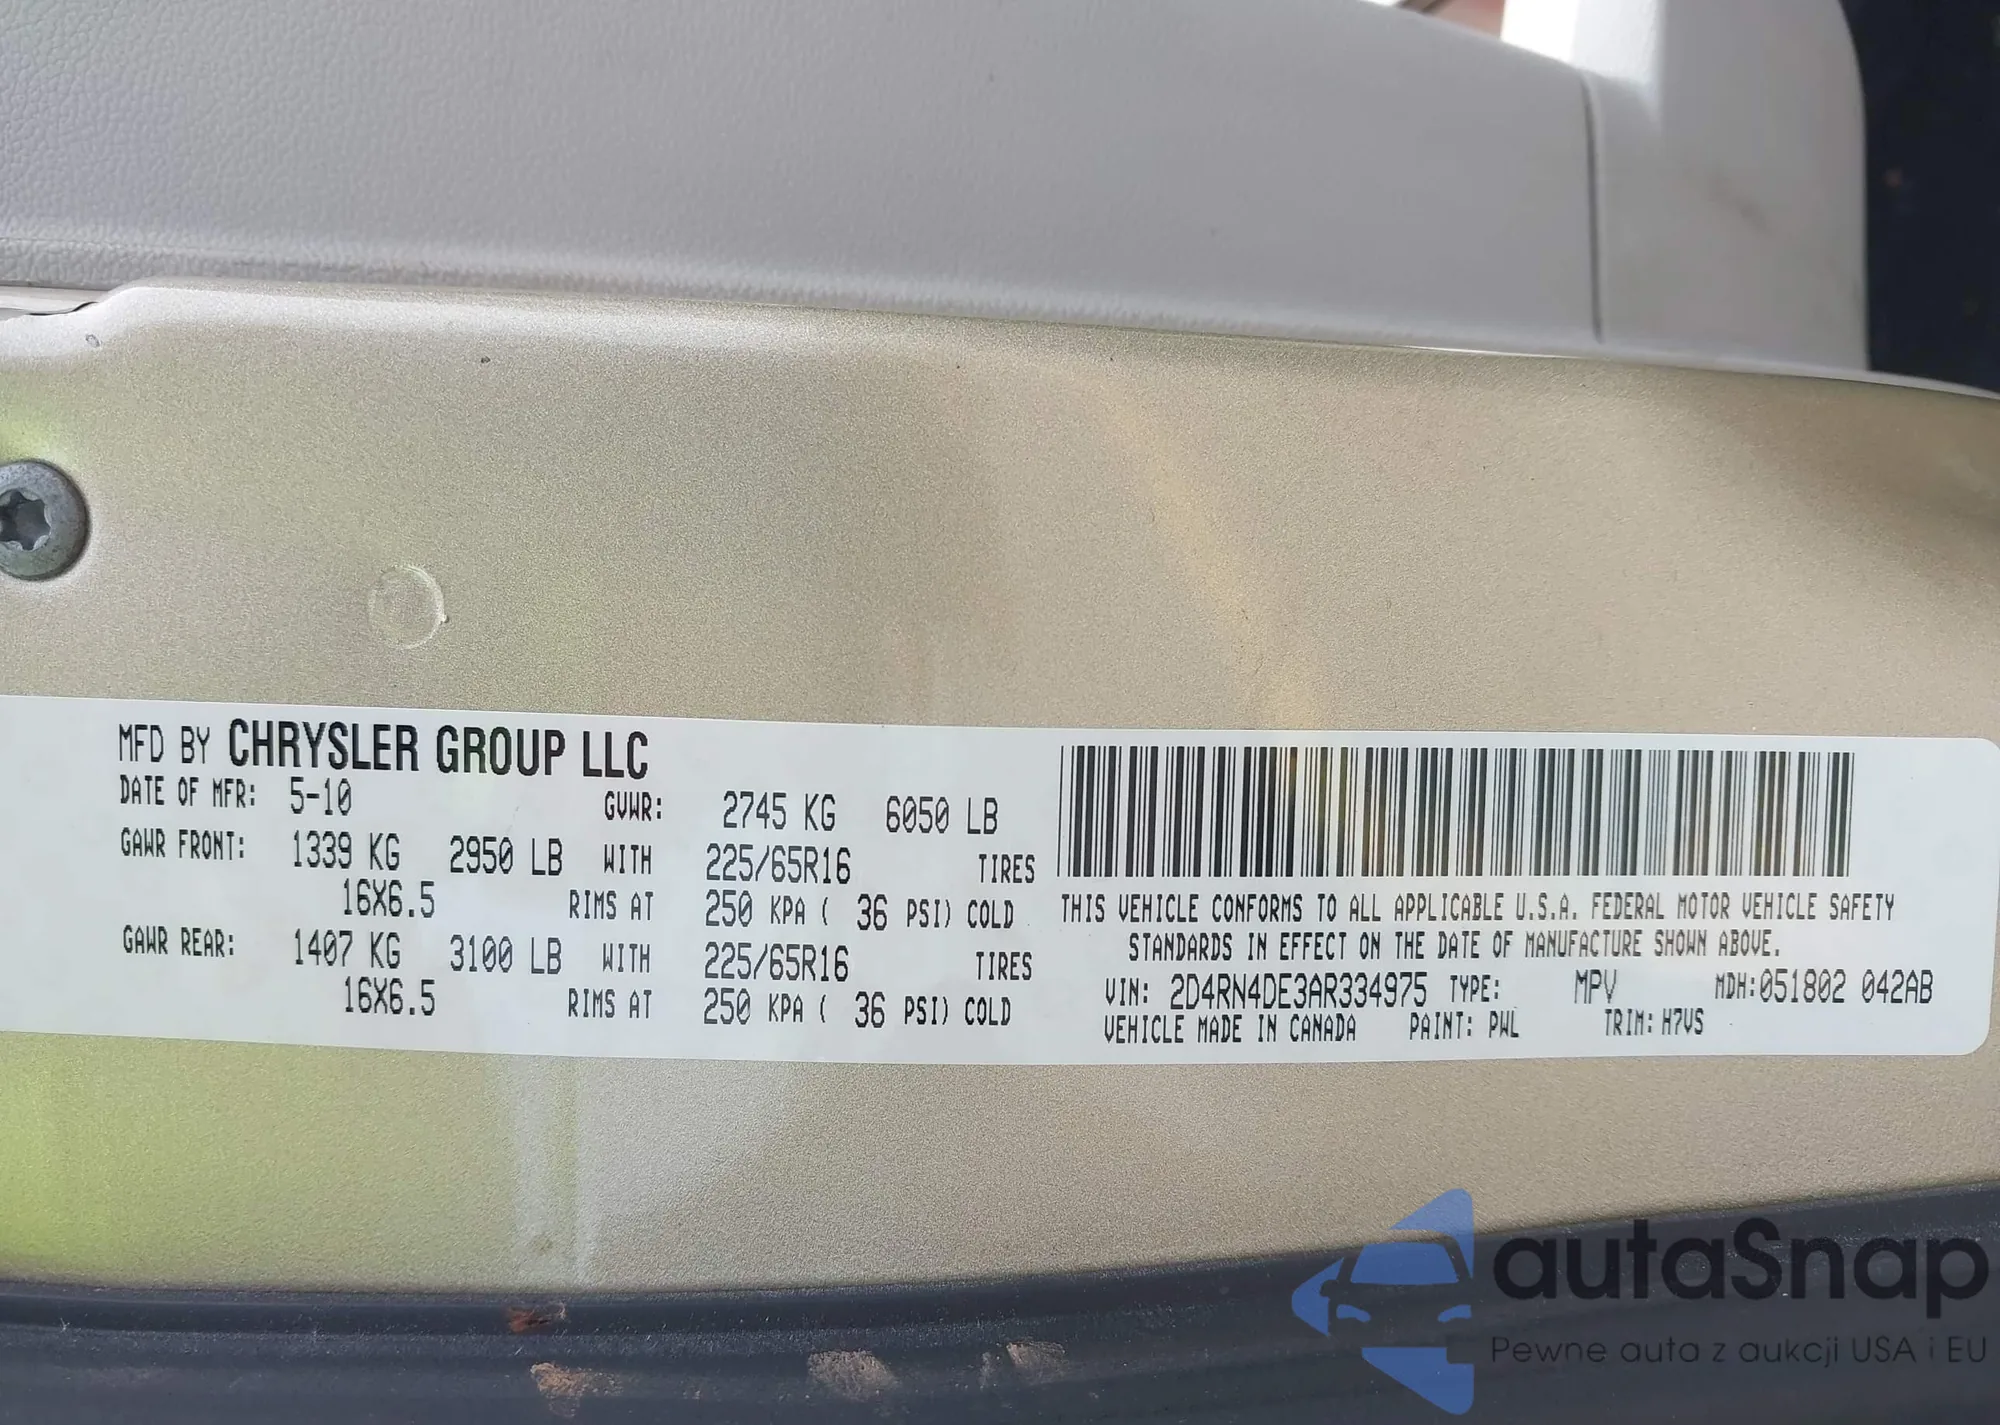 MFD BY CHRYSLER GROUP LLC
DATE OF MFR: 5-10 GVWR: 2745 KG 6050 LB
GAWR FRONT: 1339 KG 2950 LB WITH 225/65R16 TIRES
16X6.5 RIMS AT 250 KPA ( 36 PSI) COLD
GAWR REAR: 1407 KG 3100 LB WITH 225/65R16 TIRES
16X6.5 RIMS AT 250 KPA ( 36 PSI) COLD
THIS VEHICLE CONFORMS TO ALL APPLICABLE U.S.A. FEDERAL MOTOR VEHICLE SAFETY
STANDARDS IN EFFECT ON THE DATE OF MANUFACTURE SHOWN ABOVE.
VIN: 2D4RN4DE3AR334975 TYPE: MPV MDH:051802 042AB
VEHICLE MADE IN CANADA PAINT: PWL TRIM: H7VS
autaSnap
Pewne auta z aukcji USA i EU